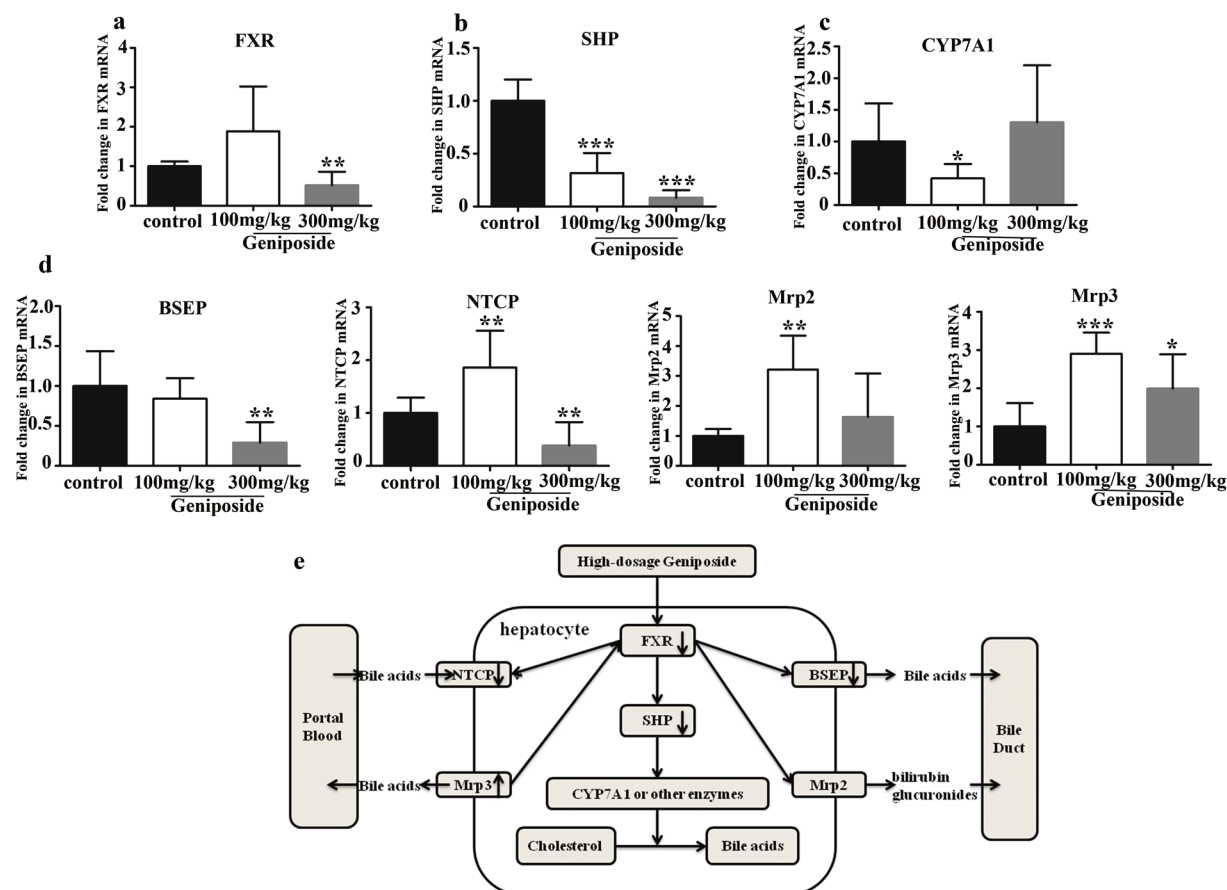 a
FXR
Fold change in FXR mRNA
4
3
2
1
0
**
control
100mg/kg
300mg/kg
Geniposide
b
SHP
Fold change in SHP mRNA
1.5
1.0
0.5
0
***
***
control
100mg/kg
300mg/kg
Geniposide
c
CYP7A1
Fold change in CYP7A1 mRNA
2.5
2.0
1.5
1.0
0.5
0
*
control
100mg/kg
300mg/kg
Geniposide
d
BSEP
Fold change in BSEP mRNA
2.0
1.5
1.0
0.5
0
**
control
100mg/kg
300mg/kg
Geniposide
NTCP
Fold change in NTCP mRNA
3
2
1
0
**
**
control
100mg/kg
300mg/kg
Geniposide
Mrp2
Fold change in Mrp2 mRNA
5
4
3
2
1
0
**
control
100mg/kg
300mg/kg
Geniposide
Mrp3
Fold change in Mrp3 mRNA
4
3
2
1
0
***
*
control
100mg/kg
300mg/kg
Geniposide
e
High-dosage Geniposide
hepatocyte
FXR
Bile acids
NTCP
BSEP
Bile acids
Portal
Blood
SHP
Bile
Duct
Bile acids
Mrp3
CYP7A1 or other enzymes
Mrp2
bilirubin
glucuronides
Cholesterol
Bile acids